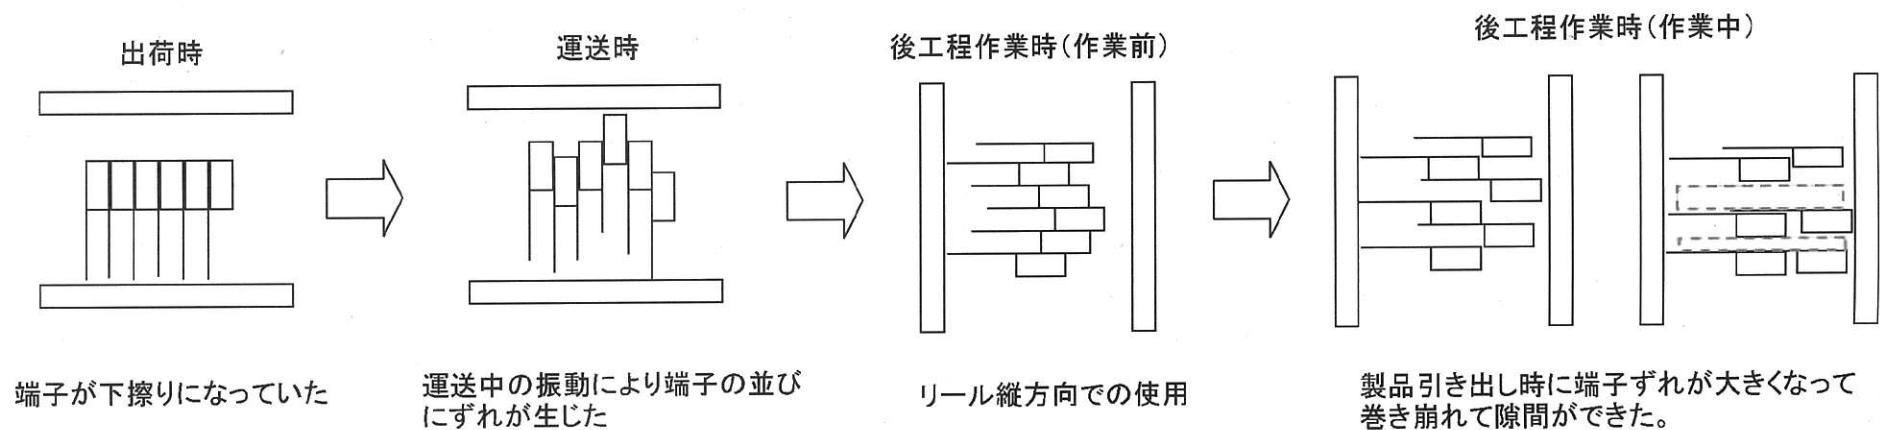 出荷時
運送時
後工程作業時(作業前)
後工程作業時(作業中)
端子が下擦りになっていた
運送中の振動により端子の並び
にずれが生じた
リール縦方向での使用
製品引き出し時に端子ずれが大きくなって
巻き崩れて隙間ができた。